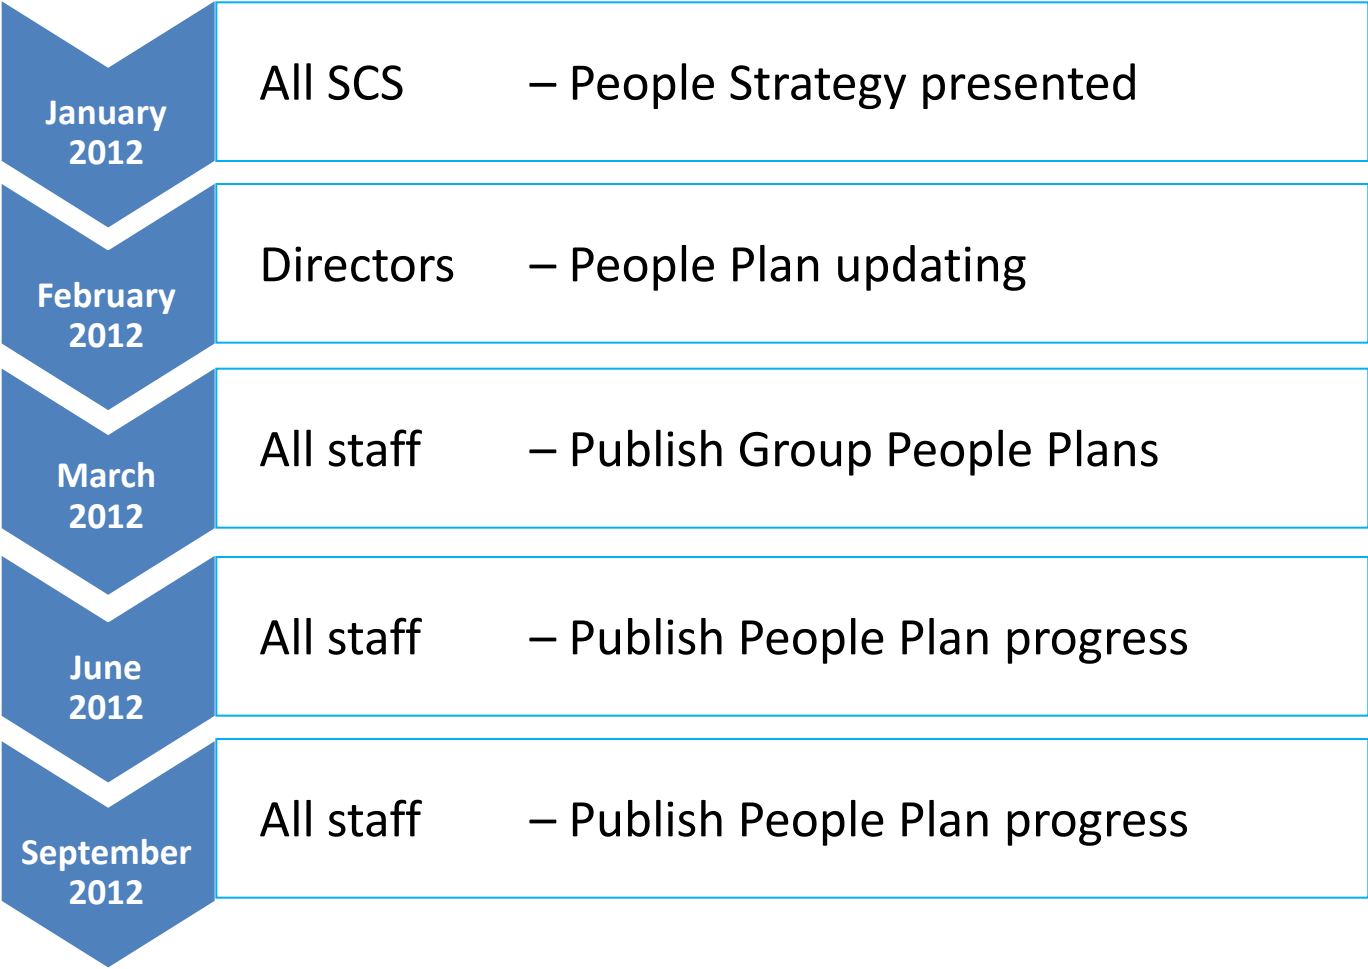 January
2012
All SCS – People Strategy presented
February
2012
Directors – People Plan updating
March
2012
All staff – Publish Group People Plans
June
2012
All staff – Publish People Plan progress
September
2012
All staff – Publish People Plan progress